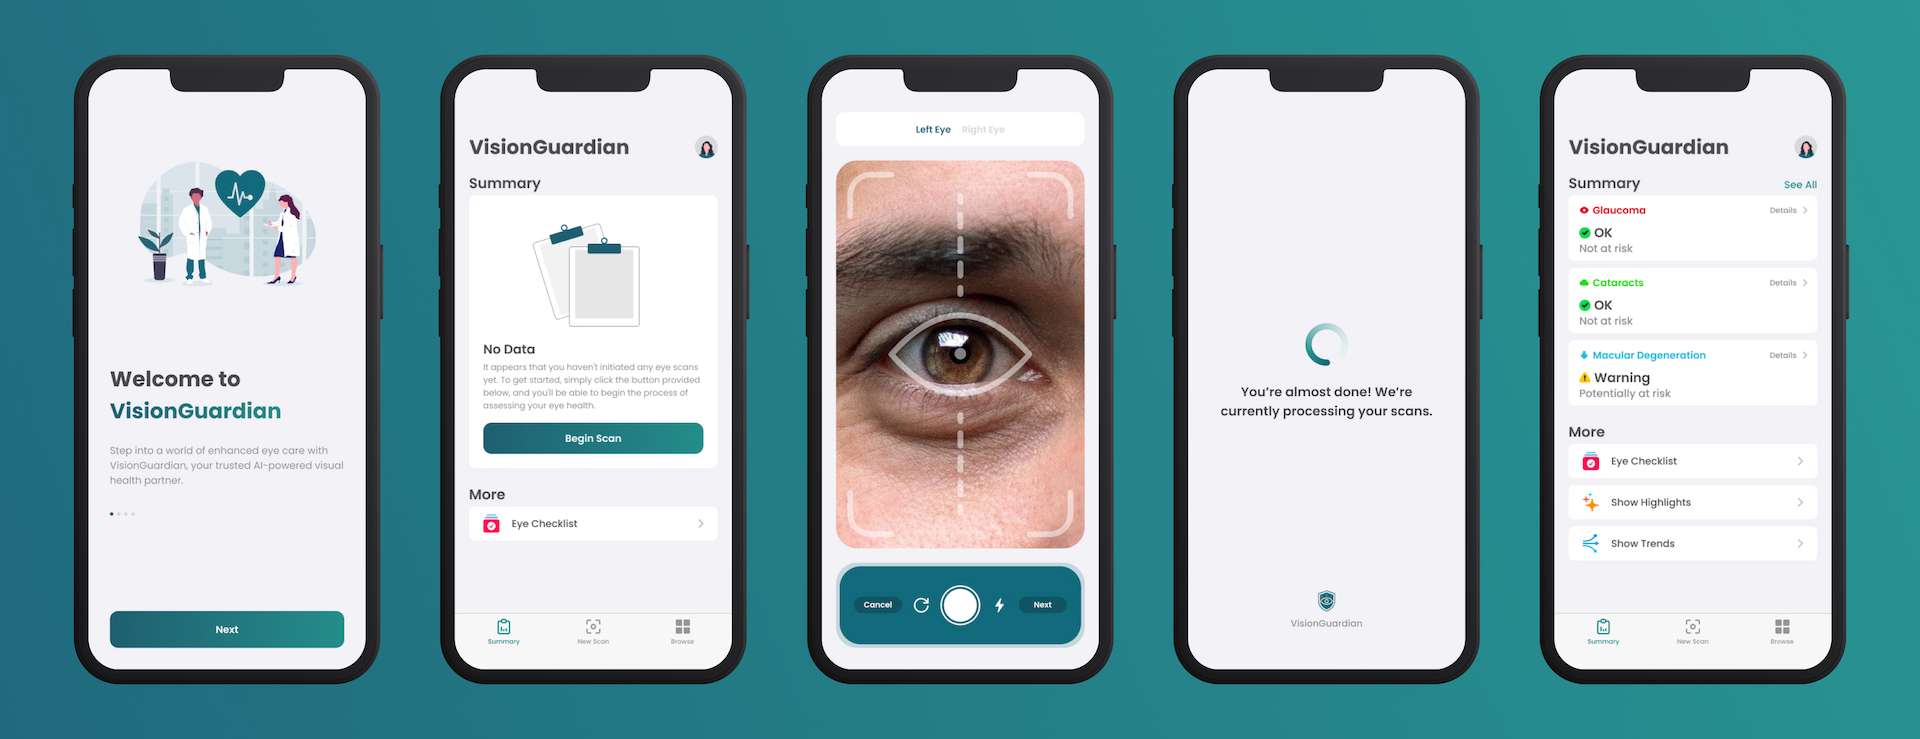 Welcome to
VisionGuardian
Step into a world of enhanced eye care with
VisionGuardian, your trusted AI-powered visual
health partner.
Next
VisionGuardian
Summary
No Data
It appears that you haven't initiated any eye scans
yet. To get started, simply click the button provided
below, and you'll be able to begin the process of
assessing your eye health.
Begin Scan
More
Eye Checklist
Summary
New Scan
Browse
Left Eye
Right Eye
Cancel
Next
You're almost done! We're
currently processing your scans.
VisionGuardian
VisionGuardian
Summary
See All
Glaucoma
Details
OK
Not at risk
Cataracts
Details
OK
Not at risk
Macular Degeneration
Details
Warning
Potentially at risk
More
Eye Checklist
Show Highlights
Show Trends
Summary
New Scan
Browse